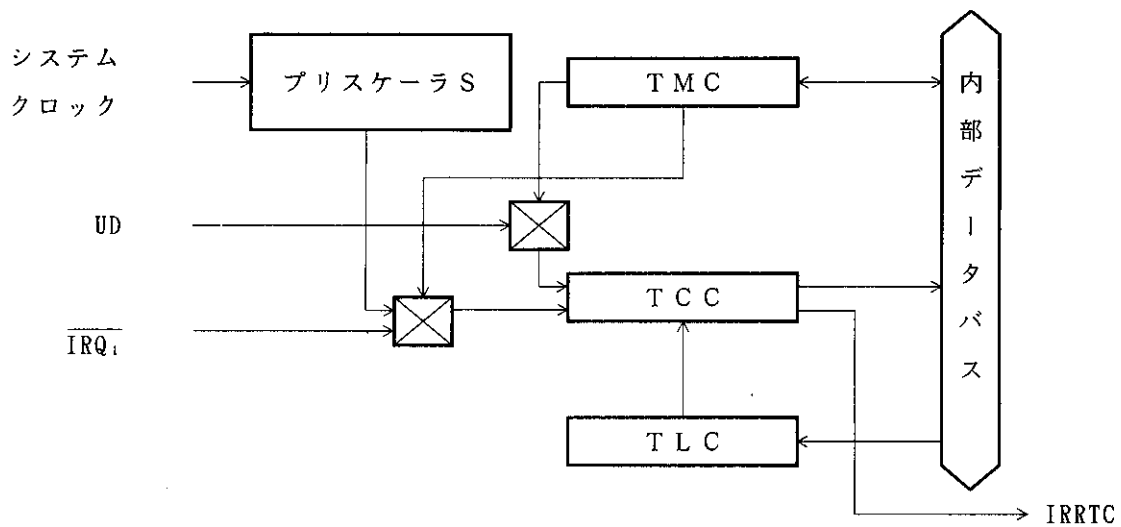 システム
クロック
プリスケーラS
TMC
内部データバス
UD
TCC
IRQ₁
TLC
IRRTC